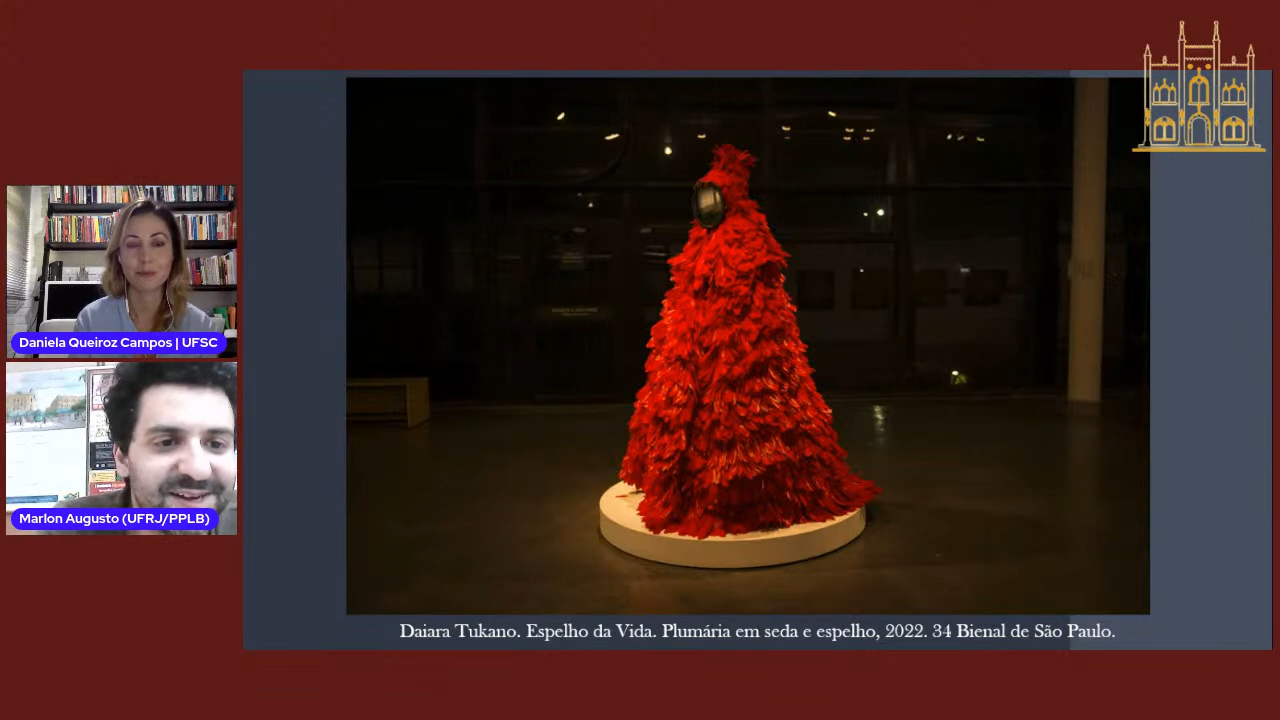 Daniela Queiroz Campos | UFSC
Marlon Augusto (UFRJ/PPLB)
Daiara Tukano. Espelho da Vida. Plumária em seda e espelho, 2022. 34 Bienal de São Paulo.